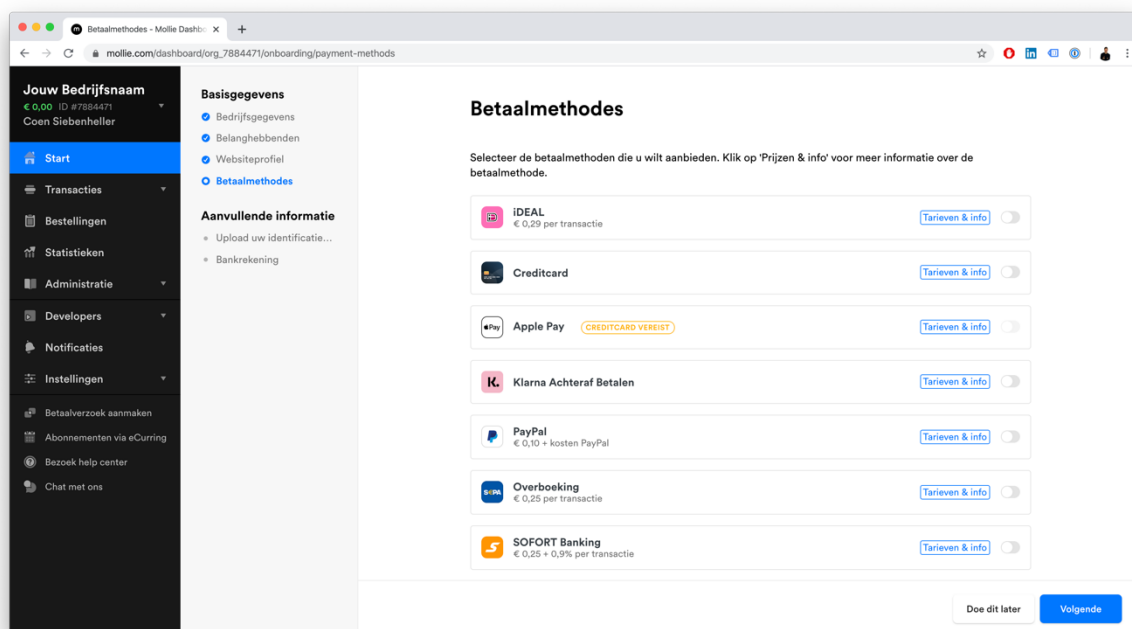 Betaalmethodes - Mollie Dashbo
mollie.com/dashboard/org_7884471/onboarding/payment-methods
Jouw Bedrijfsnaam
€ 0,00 ID #7884471
Coen Siebenheller
Start
Transacties
Bestellingen
Statistieken
Administratie
Developers
Notificaties
Instellingen
Betaalverzoek aanmaken
Abonnementen via eCurring
Bezoek help center
Chat met ons
Basisgegevens
Bedrijfsgegevens
Belanghebbenden
Websiteprofiel
Betaalmethodes
Aanvullende informatie
Upload uw identificatie...
Bankrekening
Betaalmethodes
Selecteer de betaalmethoden die u wilt aanbieden. Klik op 'Prijzen & info' voor meer informatie over de
betaalmethode.
iDEAL
€ 0,29 per transactie
Tarieven & info
Creditcard
Tarieven & info
Pay
Apple Pay CREDITCARD VEREIST
Tarieven & info
K.
Klarna Achteraf Betalen
Tarieven & info
PayPal
€ 0,10 + kosten PayPal
Tarieven & info
SEPA
Overboeking
€ 0,25 per transactie
Tarieven & info
SOFORT Banking
€ 0,25 + 0,9% per transactie
Tarieven & info
Doe dit later
Volgende